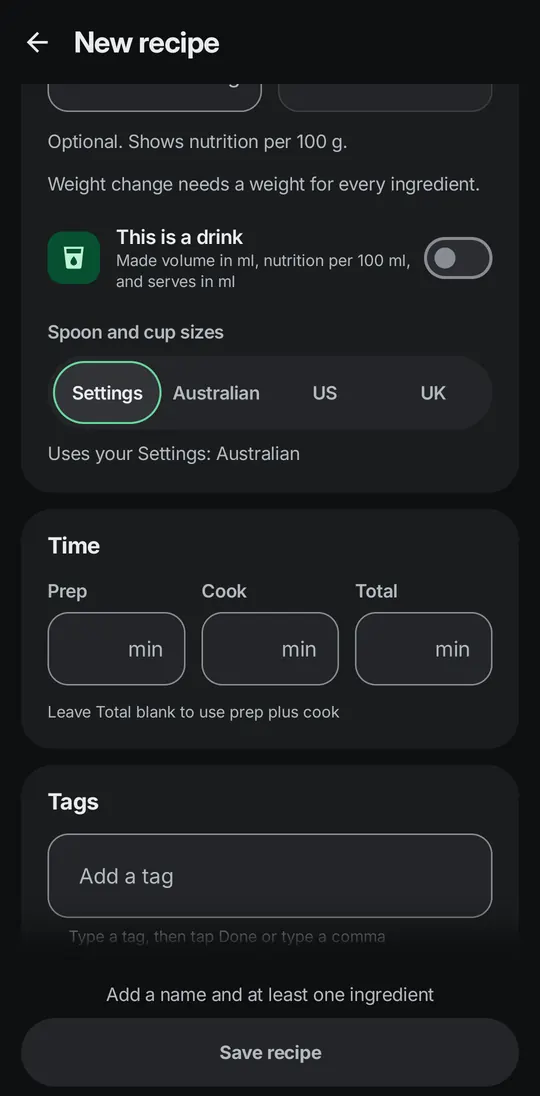 New recipe
Optional. Shows nutrition per 100 g.
Weight change needs a weight for every ingredient.
This is a drink
Made volume in ml, nutrition per 100 ml,
and serves in ml
Spoon and cup sizes
Settings Australian US UK
Uses your Settings: Australian
Time
Prep Cook Total
min min min
Leave Total blank to use prep plus cook
Tags
Add a tag
Type a tag, then tap Done or type a comma
Add a name and at least one ingredient
Save recipe